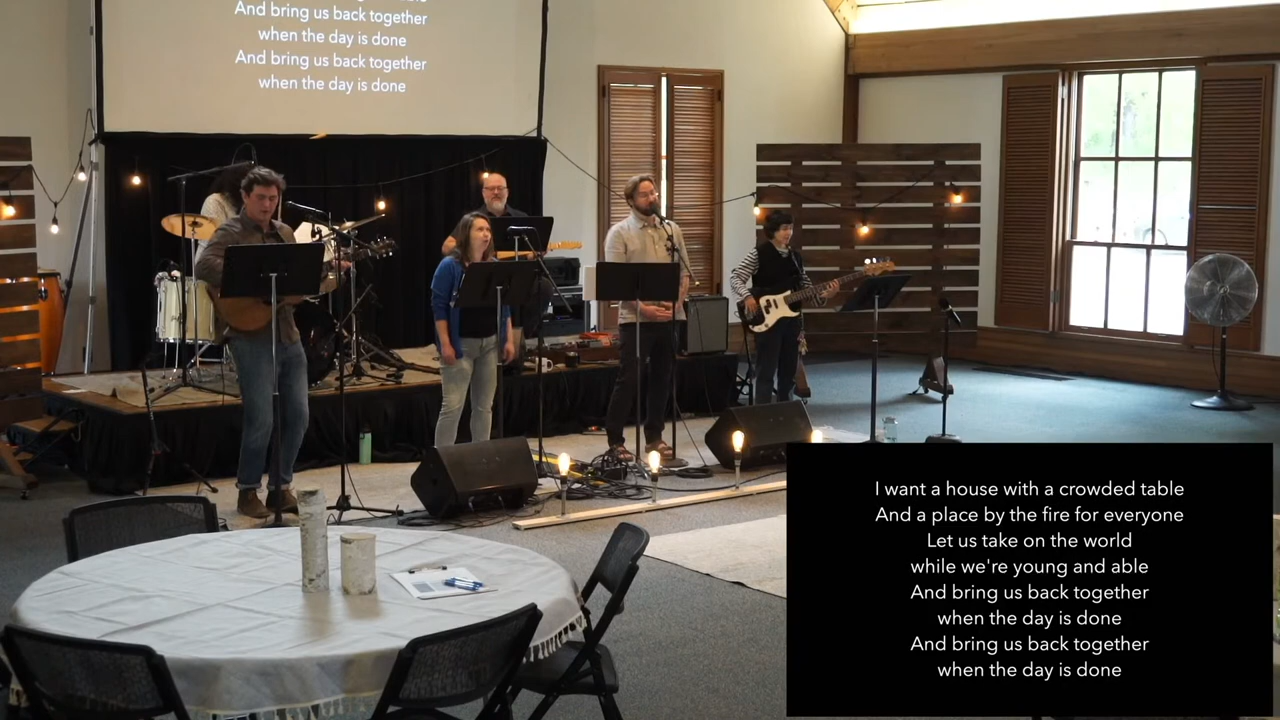 And bring us back together
when the day is done
And bring us back together
when the day is done
I want a house with a crowded table
And a place by the fire for everyone
Let us take on the world
while we're young and able
And bring us back together
when the day is done
And bring us back together
when the day is done